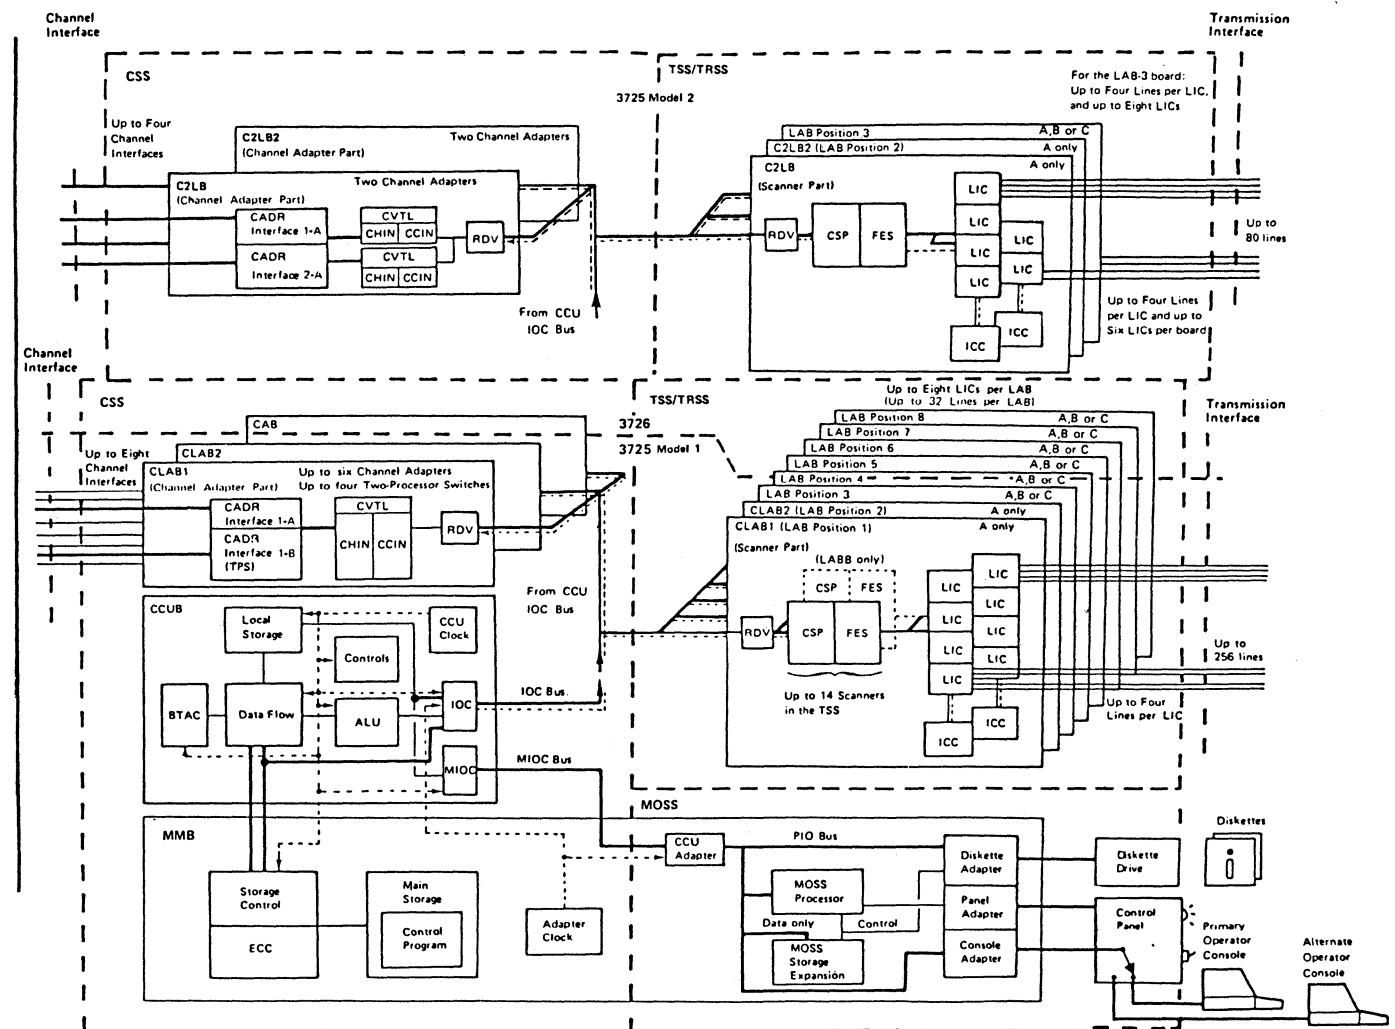 Channel
Interface
Transmission
Interface
CSS
TSS/TRSS
3725 Model 2
For the LAB-3 board:
Up to Four Lines per LIC,
and up to Eight LICs
Up to Four
Channel
Interfaces
C2LB2
Two Channel Adapters
(Channel Adapter Part)
C2LB
Two Channel Adapters
(Channel Adapter Part)
CADR
Interface 1-A
CADR
Interface 2-A
CVTL
CHIN
CCIN
CVTL
CHIN
CCIN
RDV
From CCU
IOC Bus
LAB Position 3
A,B or C
C2LB2 (LAB Position 2)
A only
C2LB
A only
(Scanner Part)
RDV
CSP
FES
LIC
LIC
LIC
LIC
LIC
LIC
ICC
ICC
Up to
80 lines
Up to Four Lines
per LIC and up to
Six LICs per board
Channel
Interface
CSS
TSS/TRSS
Up to Eight LICs per LAB
(Up to 32 Lines per LAB)
Transmission
Interface
3726
3725 Model 1
Up to Eight
Channel
Interfaces
CAB
CLAB2
CLAB1
(Channel Adapter Part)
Up to six Channel Adapters
Up to four Two-Processor Switches
CADR
Interface 1-A
CADR
Interface 1-B
(TPS)
CVTL
CHIN
CCIN
RDV
From CCU
IOC Bus
LAB Position 8
A,B or C
LAB Position 7
A,B or C
LAB Position 6
A,B or C
LAB Position 5
A,B or C
LAB Position 4
A,B or C
LAB Position 3
A,B or C
CLAB2 (LAB Position 2)
A only
CLAB1 (LAB Position 1)
A only
(Scanner Part)
(LABB only)
CSP
FES
RDV
CSP
FES
Up to 14 Scanners
in the TSS
LIC
LIC
LIC
LIC
LIC
LIC
LIC
LIC
ICC
ICC
Up to
256 lines
Up to Four
Lines per LIC
CCUB
Local
Storage
CCU
Clock
Controls
BTAC
Data Flow
ALU
IOC
MIOC
IOC Bus.
MIOC Bus
MOSS
MMB
Storage
Control
ECC
Main
Storage
Control
Program
Adapter
Clock
CCU
Adapter
PIO Bus
MOSS
Processor
Data only
Control
MOSS
Storage
Expansión
Diskette
Adapter
Panel
Adapter
Console
Adapter
Diskette
Drive
Diskettes
Control
Panel
Primary
Operator
Console
Alternate
Operator
Console